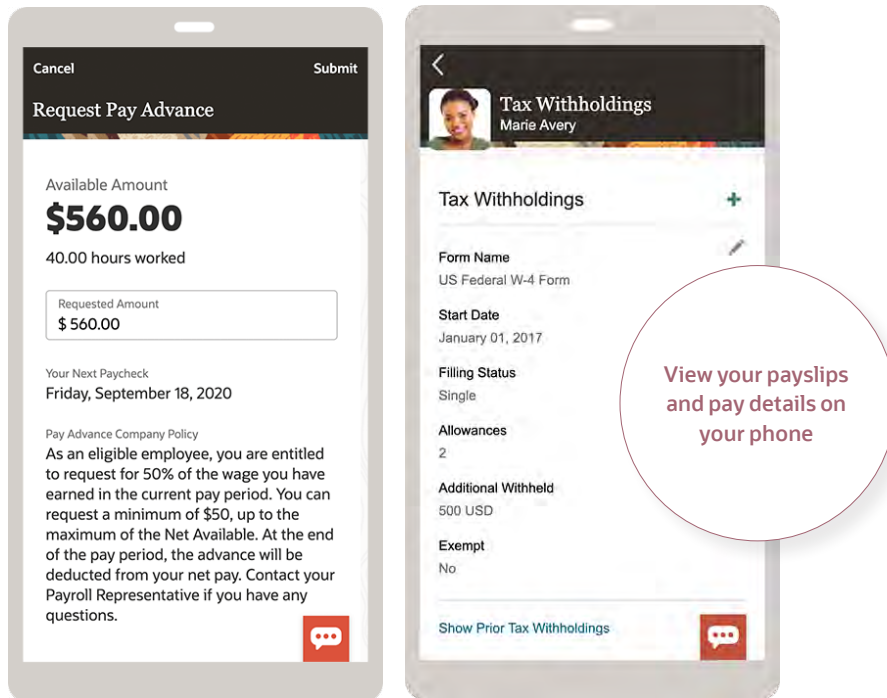 Cancel
Submit
Request Pay Advance
Available Amount
$560.00
40.00 hours worked
Requested Amount
$ 560.00
Your Next Paycheck
Friday, September 18, 2020
Pay Advance Company Policy
As an eligible employee, you are entitled
to request for 50% of the wage you have
earned in the current pay period. You can
request a minimum of $50, up to the
maximum of the Net Available. At the end
of the pay period, the advance will be
deducted from your net pay. Contact your
Payroll Representative if you have any
questions.
Tax Withholdings
Marie Avery
Tax Withholdings
Form Name
US Federal W-4 Form
Start Date
January 01, 2017
Filling Status
Single
Allowances
2
Additional Withheld
500 USD
Exempt
No
Show Prior Tax Withholdings
View your payslips
and pay details on
your phone